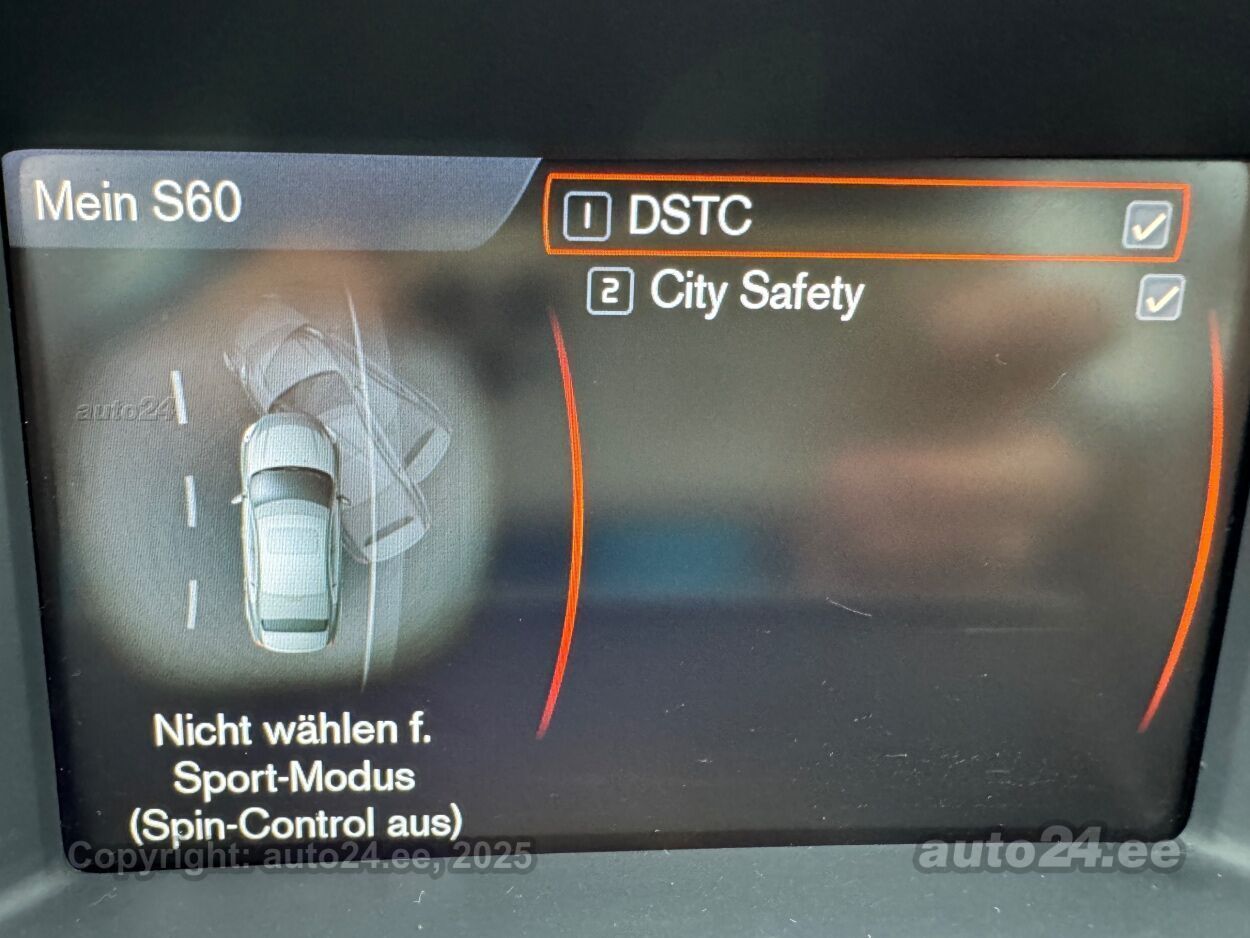 Mein S60
1 DSTC
2 City Safety
auto24
Nicht wählen f.
Sport-Modus
(Spin-Control aus)
Copyright: auto24.ee, 2025
auto24.ee